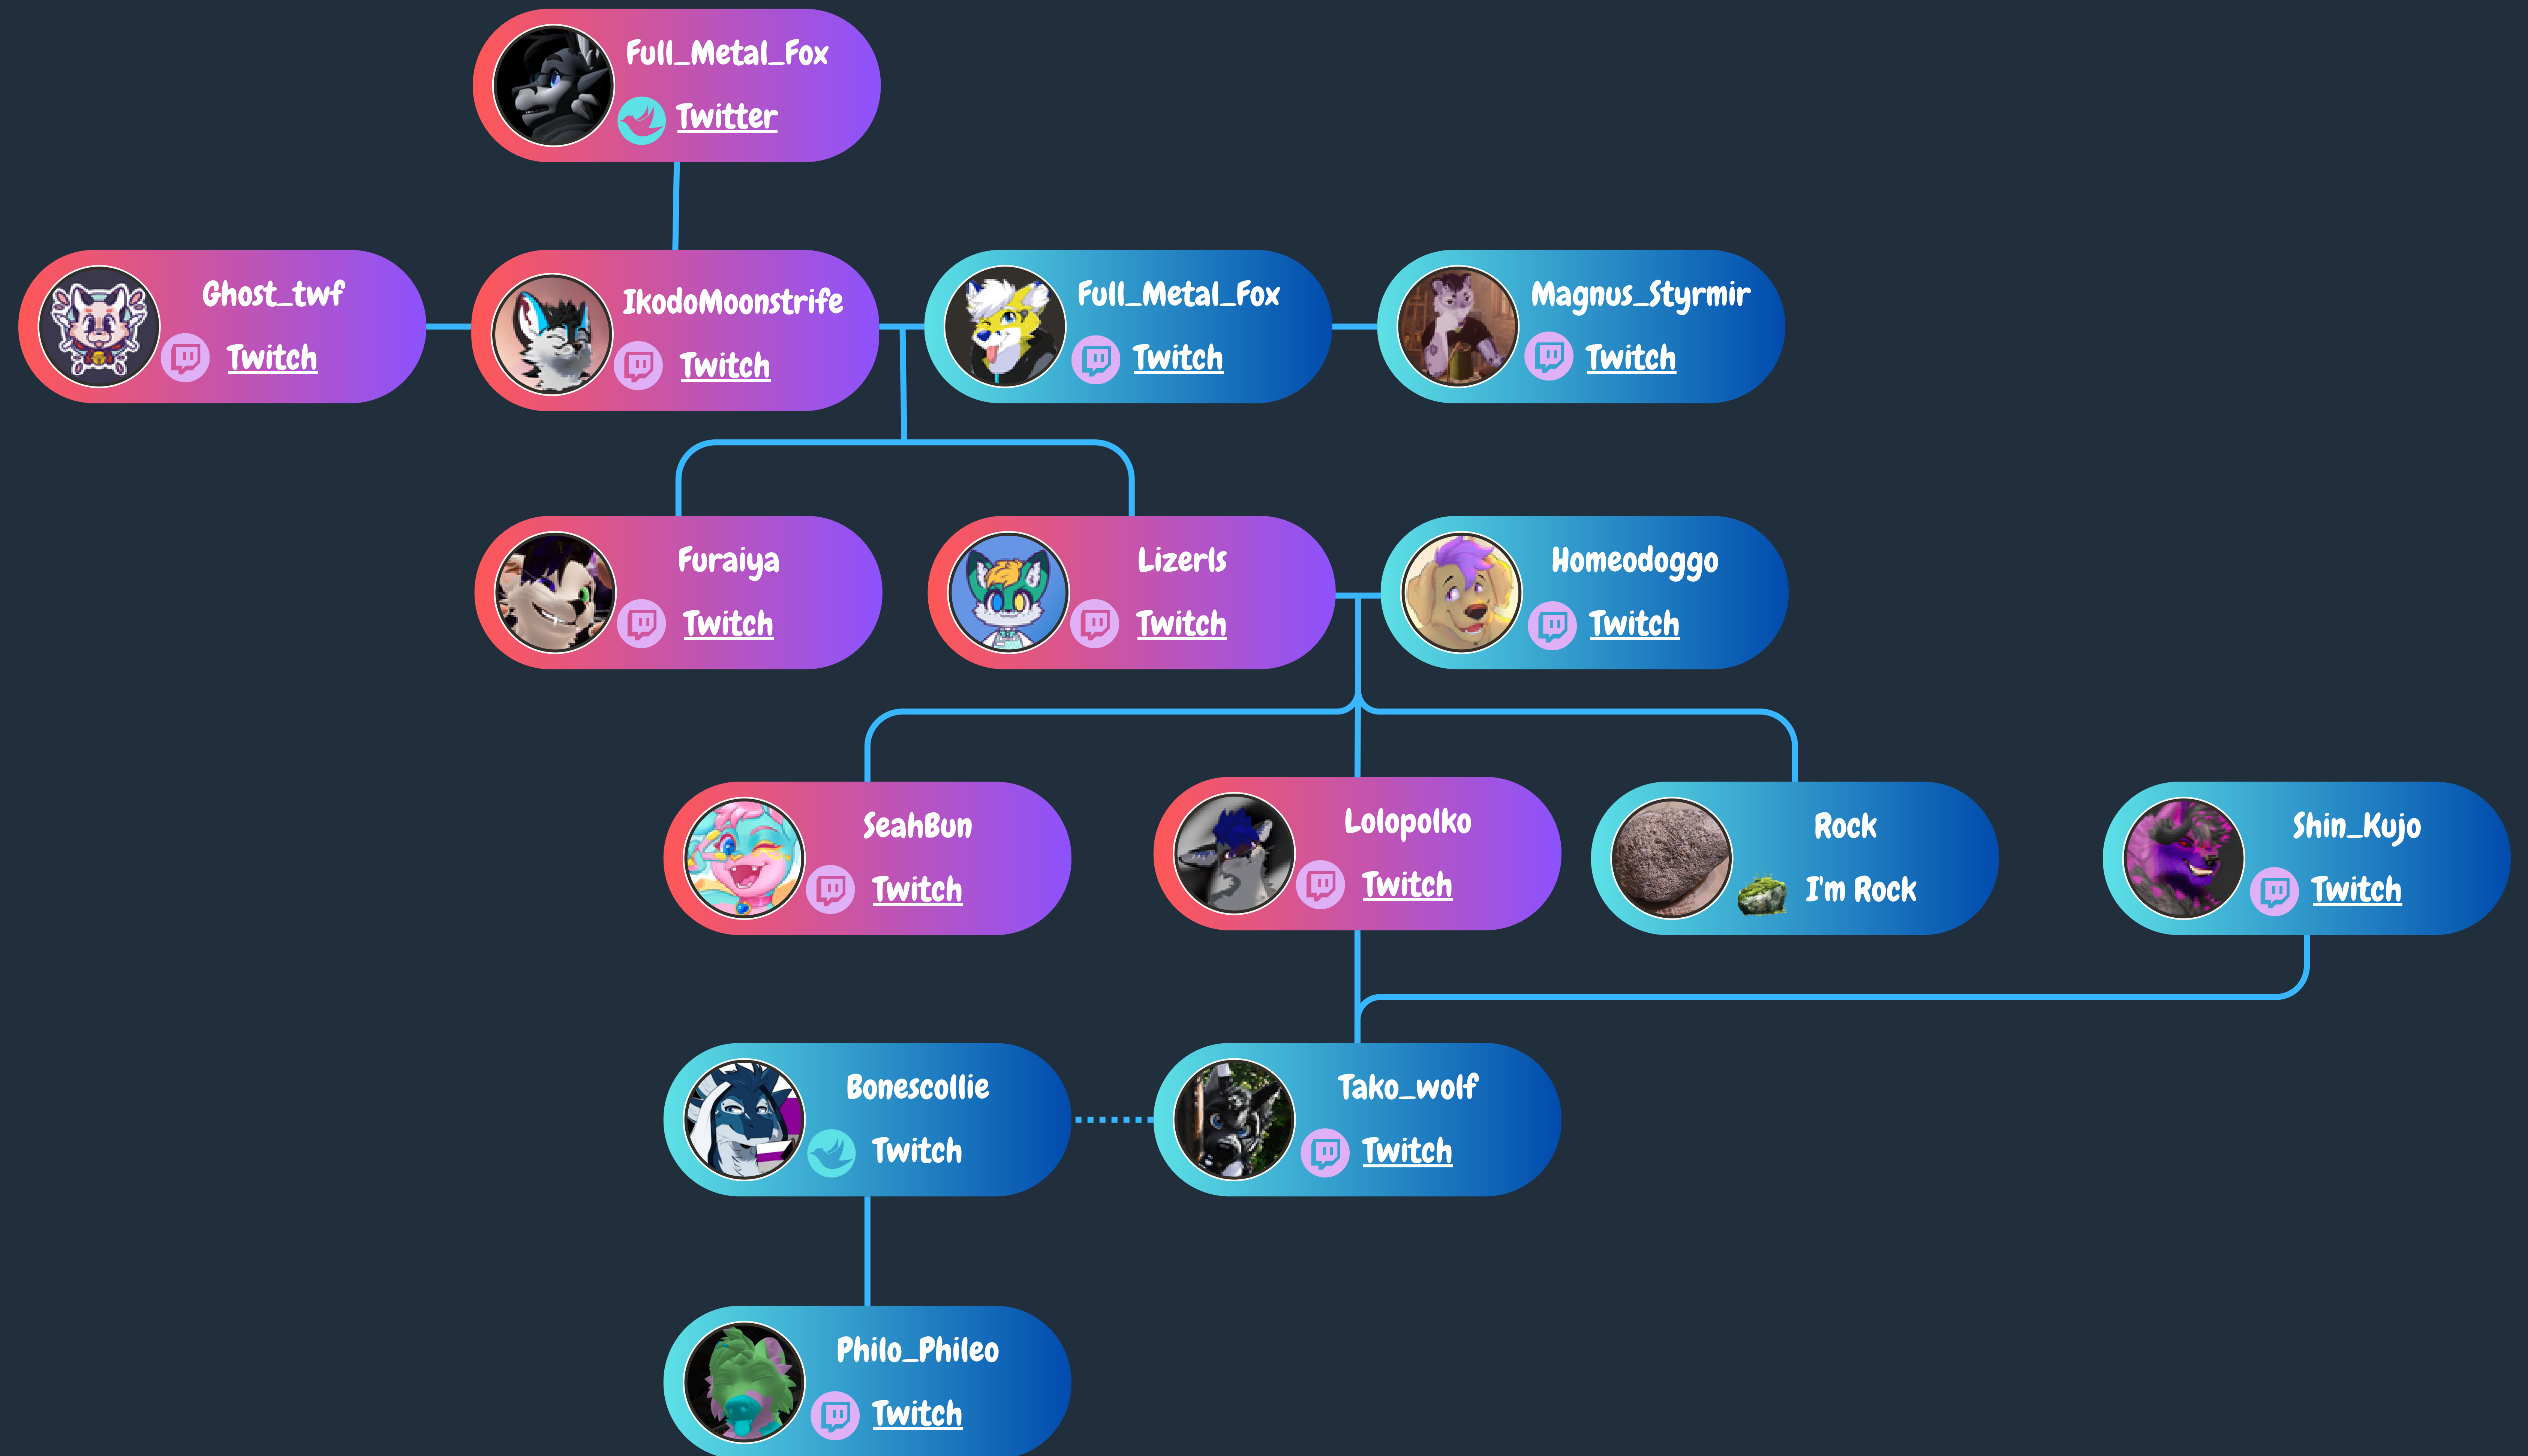 Full_Metal_Fox
Twitter
Ghost_twf
Twitch
IkodoMoonstrife
Twitch
Full_Metal_Fox
Twitch
Magnus_Styrmir
Twitch
Furaiya
Twitch
Lizerls
Twitch
Homeodoggo
Twitch
SeahBun
Twitch
Lolopolko
Twitch
Rock
I'm Rock
Shin_Kujo
Twitch
Bonescollie
Twitch
Tako_wolf
Twitch
Philo_Phileo
Twitch